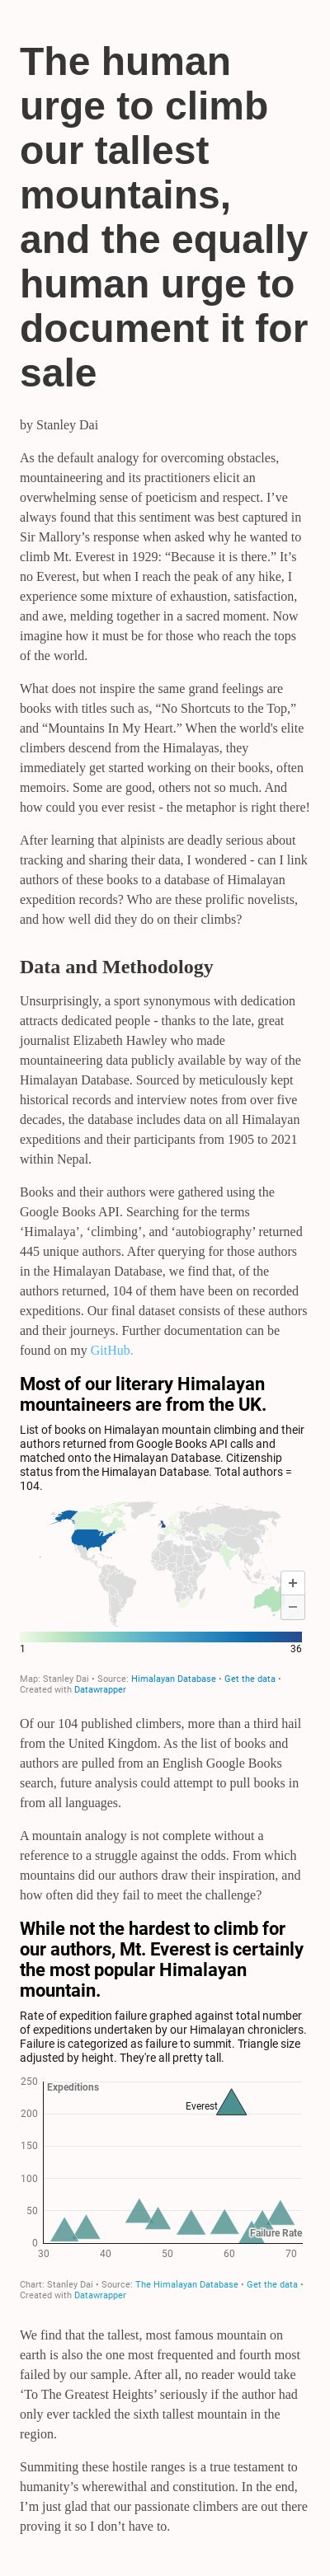 The human
urge to climb
our tallest
mountains,
and the equally
human urge to
document it for
sale
by Stanley Dai
As the default analogy for overcoming obstacles,
mountaineering and its practitioners elicit an
overwhelming sense of poeticism and respect. I’ve
always found that this sentiment was best captured in
Sir Mallory’s response when asked why he wanted to
climb Mt. Everest in 1929: “Because it is there.” It’s
no Everest, but when I reach the peak of any hike, I
experience some mixture of exhaustion, satisfaction,
and awe, melding together in a sacred moment. Now
imagine how it must be for those who reach the tops
of the world.
What does not inspire the same grand feelings are
books with titles such as, “No Shortcuts to the Top,”
and “Mountains In My Heart.” When the world's elite
climbers descend from the Himalayas, they
immediately get started working on their books, often
memoirs. Some are good, others not so much. And
how could you ever resist - the metaphor is right there!
After learning that alpinists are deadly serious about
tracking and sharing their data, I wondered - can I link
authors of these books to a database of Himalayan
expedition records? Who are these prolific novelists,
and how well did they do on their climbs?
Data and Methodology
Unsurprisingly, a sport synonymous with dedication
attracts dedicated people - thanks to the late, great
journalist Elizabeth Hawley who made
mountaineering data publicly available by way of the
Himalayan Database. Sourced by meticulously kept
historical records and interview notes from over five
decades, the database includes data on all Himalayan
expeditions and their participants from 1905 to 2021
within Nepal.
Books and their authors were gathered using the
Google Books API. Searching for the terms
‘Himalaya’, ‘climbing’, and ‘autobiography’ returned
445 unique authors. After querying for those authors
in the Himalayan Database, we find that, of the
authors returned, 104 of them have been on recorded
expeditions. Our final dataset consists of these authors
and their journeys. Further documentation can be
found on my GitHub.
Most of our literary Himalayan
mountaineers are from the UK.
List of books on Himalayan mountain climbing and their
authors returned from Google Books API calls and
matched onto the Himalayan Database. Citizenship
status from the Himalayan Database. Total authors =
104.
+
−
1 36
Map: Stanley Dai • Source: Himalayan Database • Get the data •
Created with Datawrapper
Of our 104 published climbers, more than a third hail
from the United Kingdom. As the list of books and
authors are pulled from an English Google Books
search, future analysis could attempt to pull books in
from all languages.
A mountain analogy is not complete without a
reference to a struggle against the odds. From which
mountains did our authors draw their inspiration, and
how often did they fail to meet the challenge?
While not the hardest to climb for
our authors, Mt. Everest is certainly
the most popular Himalayan
mountain.
Rate of expedition failure graphed against total number
of expeditions undertaken by our Himalayan chroniclers.
Failure is categorized as failure to summit. Triangle size
adjusted by height. They're all pretty tall.
250 Expeditions
200 Everest
150
100
50
0 Failure Rate
30 40 50 60 70
Chart: Stanley Dai • Source: The Himalayan Database • Get the data •
Created with Datawrapper
We find that the tallest, most famous mountain on
earth is also the one most frequented and fourth most
failed by our sample. After all, no reader would take
‘To The Greatest Heights’ seriously if the author had
only ever tackled the sixth tallest mountain in the
region.
Summiting these hostile ranges is a true testament to
humanity’s wherewithal and constitution. In the end,
I’m just glad that our passionate climbers are out there
proving it so I don’t have to.